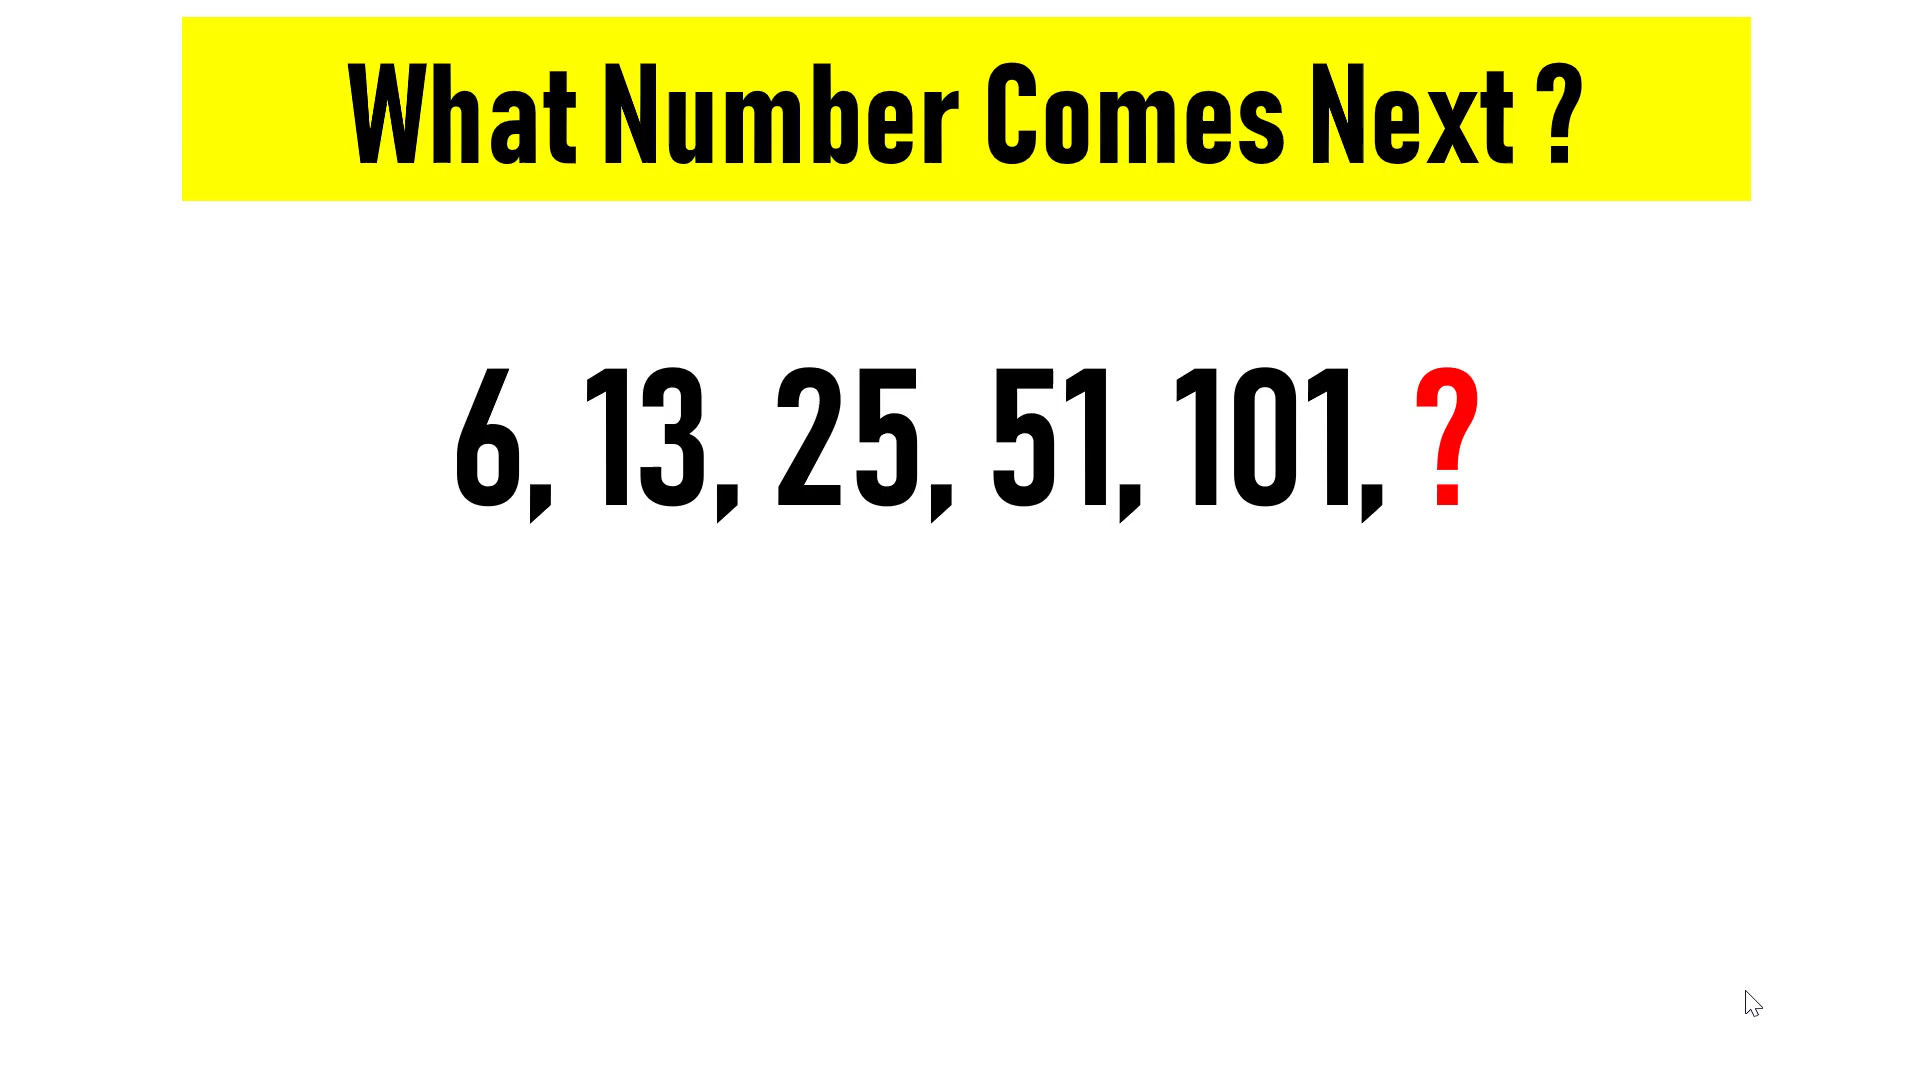 What Number Comes Next ?
6, 13, 25, 51, 101, ?